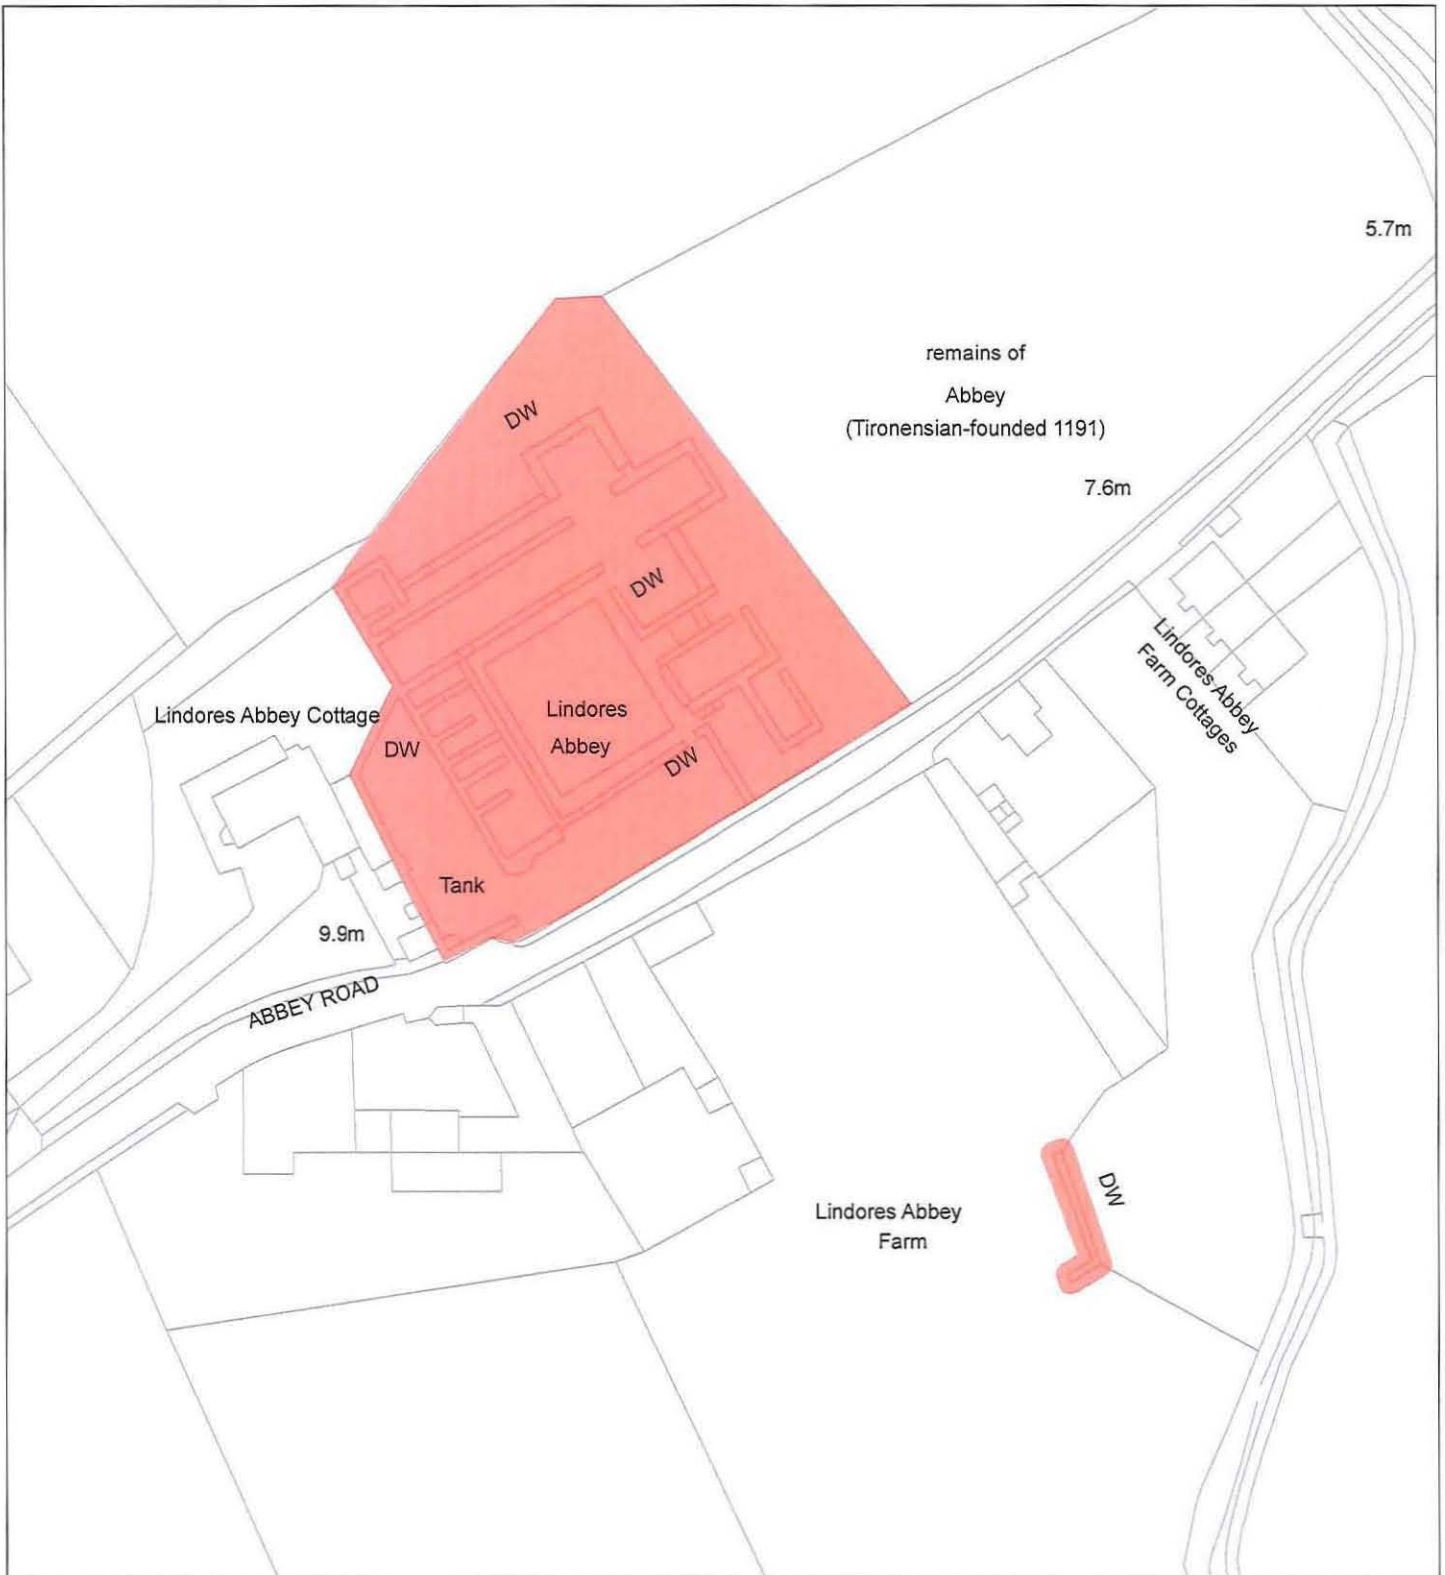 5.7m
remains of
Abbey
(Tironensian-founded 1191)
DW
7.6m
DW
Lindores Abbey
Farm Cottages
Lindores Abbey Cottage
Lindores
Abbey
DW
DW
Tank
9.9m
ABBEY ROAD
DW
Lindores Abbey
Farm